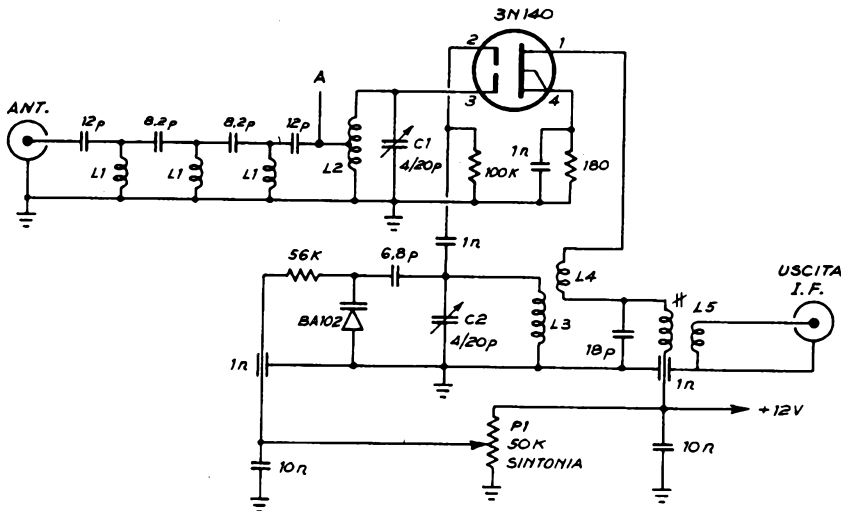 3N140
2
1
3
4
A
ANT.
12p
8,2p
8,2p
12p
L1
L1
L1
L2
C1
4/20p
100K
1n
180
1n
56K
6,8p
BA102
C2
4/20p
L3
L4
18p
L5
USCITA
I.F.
1n
1n
+12V
P1
50K
SINTONIA
10n
10n